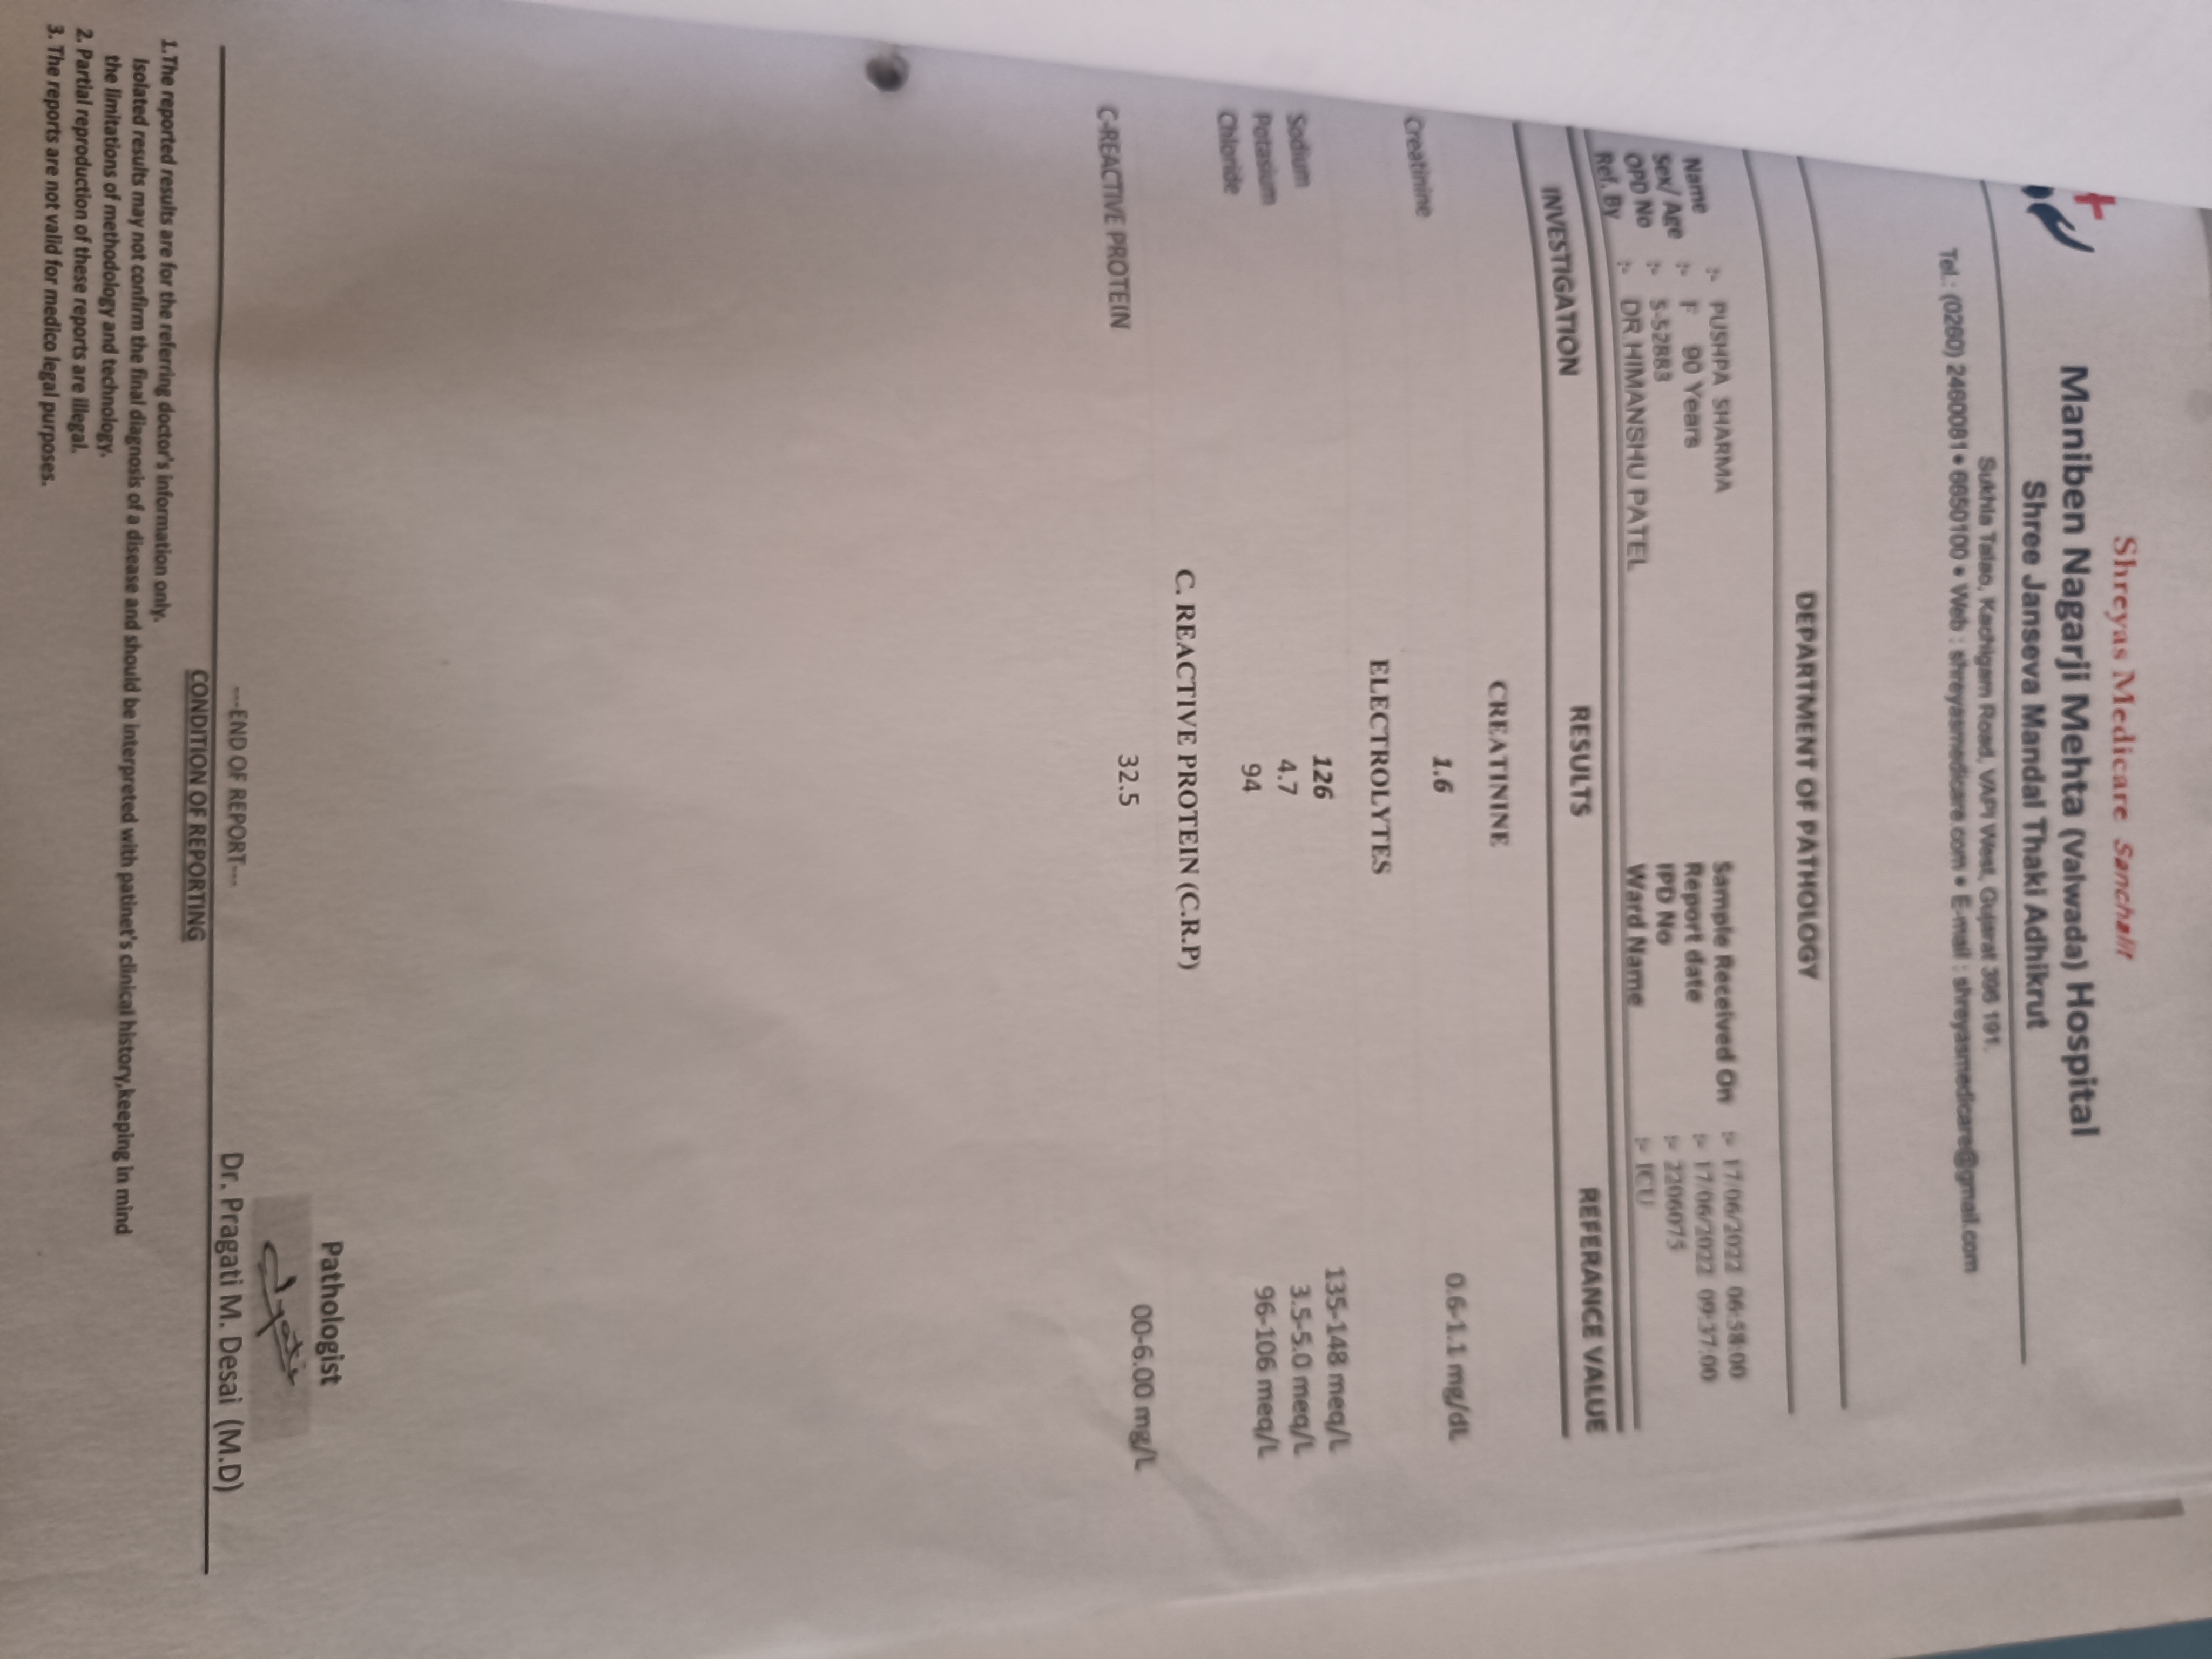 Shreyas Medicare Sanchalit
Maniben Nagarji Mehta (Valwada) Hospital
Shree Janseva Mandal Thaki Adhikrut
Sukhla Talao, Kachigam Road, VAPI West, Gujarat 396 191.
Tel.: (0260) 2460081 • 6650100 • Web : shreyasmedicare.com • E-mail : shreyasmedicare@gmail.com
DEPARTMENT OF PATHOLOGY
Name :- PUSHPA SHARMA Sample Received On :- 17/06/2022 06:58:00
Sex/ Age :- F 90 Years Report date :- 17/06/2022 09:37:00
OPD No :- S-52883 IPD No :- 2206075
Ref. By :- DR.HIMANSHU PATEL Ward Name :- ICU
INVESTIGATION RESULTS REFERANCE VALUE
CREATININE
Creatinine 1.6 0.6-1.1 mg/dL
ELECTROLYTES
Sodium 126 135-148 meq/L
Potasium 4.7 3.5-5.0 meq/L
Chloride 94 96-106 meq/L
C. REACTIVE PROTEIN (C.R.P)
C-REACTIVE PROTEIN 32.5 00-6.00 mg/L
Pathologist
---END OF REPORT---
Dr. Pragati M. Desai (M.D)
CONDITION OF REPORTING
1.The reported results are for the referring doctor's information only.
Isolated results may not confirm the final diagnosis of a disease and should be interpreted with patinet's clinical history,keeping in mind
the limitations of methodology and technology.
2. Partial reproduction of these reports are illegal.
3. The reports are not valid for medico legal purposes.